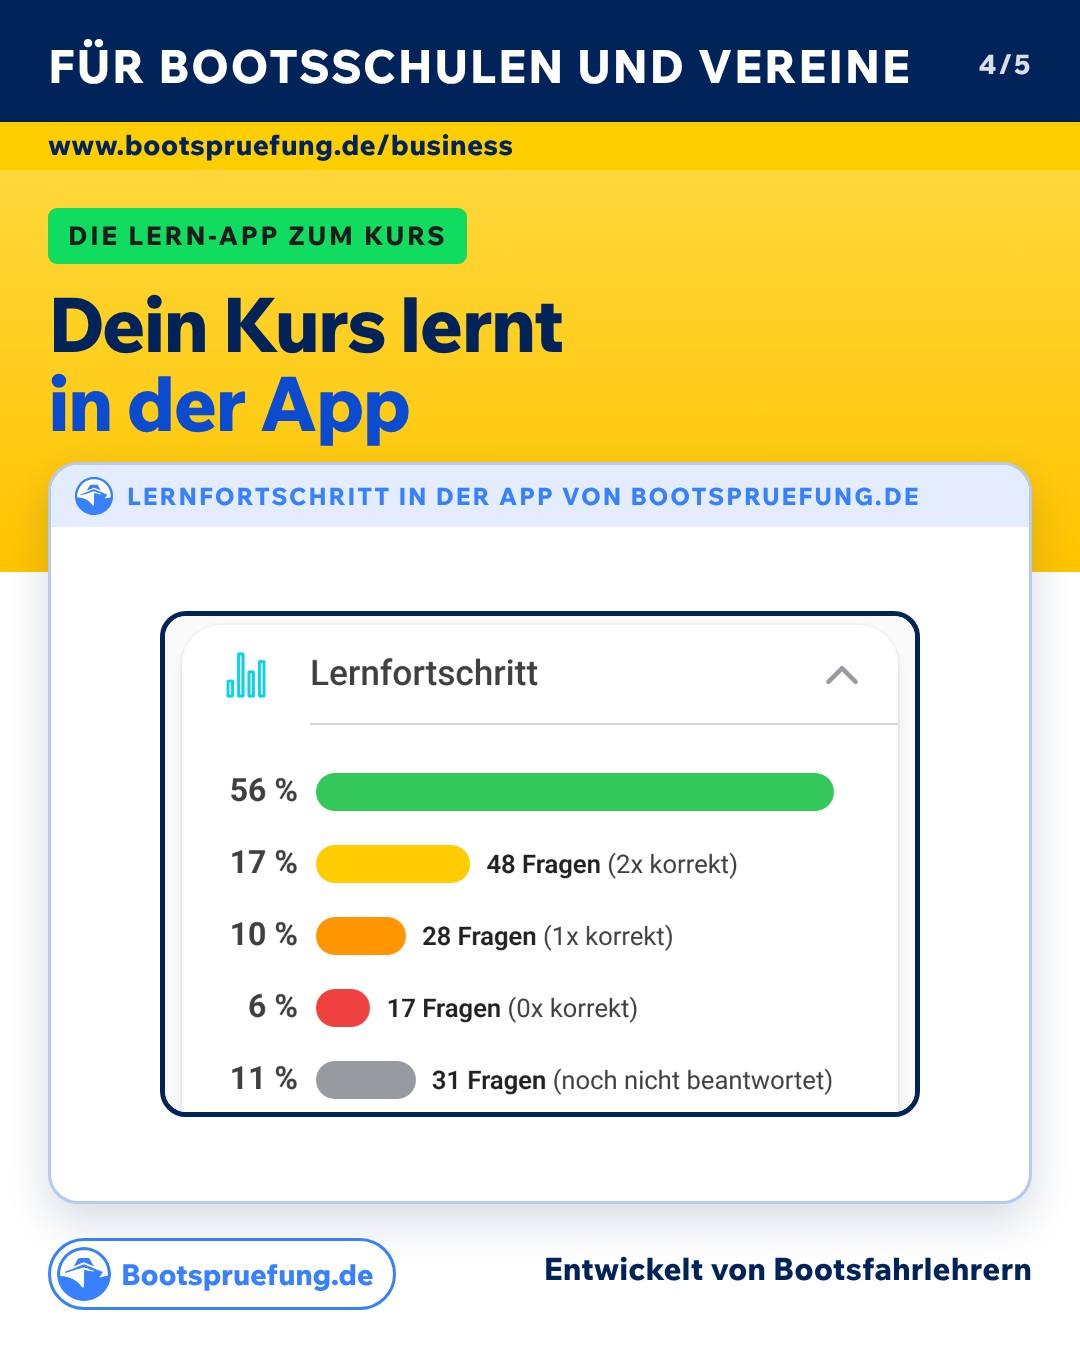 FÜR BOOTSSCHULEN UND VEREINE 4/5
www.bootspruefung.de/business
DIE LERN-APP ZUM KURS
Dein Kurs lernt
in der App
LERNFORTSCHRITT IN DER APP VON BOOTSPRUEFUNG.DE
Lernfortschritt
56 %
17 % 48 Fragen (2x korrekt)
10 % 28 Fragen (1x korrekt)
6 % 17 Fragen (0x korrekt)
11 % 31 Fragen (noch nicht beantwortet)
Bootspruefung.de Entwickelt von Bootsfahrlehrern